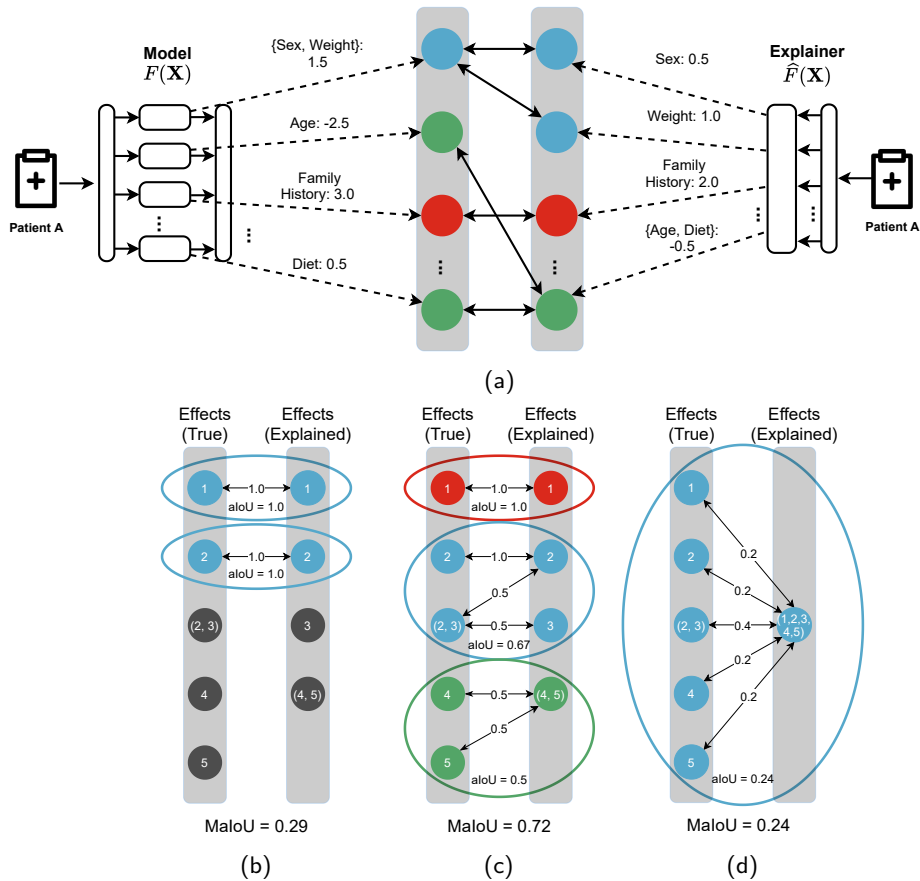 Model
F(X)
{Sex, Weight}:
1.5
Explainer
F̂(X)
Sex: 0.5
Age: -2.5
Weight: 1.0
Family
History: 3.0
Family
History: 2.0
Patient A
Patient A
...
...
...
...
...
...
{Age, Diet}:
-0.5
Diet: 0.5
(a)
Effects
(True)
Effects
(Explained)
1
1.0
1
aIoU = 1.0
2
1.0
2
aIoU = 1.0
(2, 3)
3
4
(4, 5)
5
MaIoU = 0.29
(b)
Effects
(True)
Effects
(Explained)
1
1.0
1
aIoU = 1.0
2
1.0
2
0.5
(2, 3)
0.5
3
aIoU = 0.67
4
0.5
(4, 5)
0.5
5
aIoU = 0.5
MaIoU = 0.72
(c)
Effects
(True)
Effects
(Explained)
1
0.2
2
0.2
(2, 3)
0.4
(1,2,3,
4,5)
0.2
4
0.2
5
aIoU = 0.24
MaIoU = 0.24
(d)